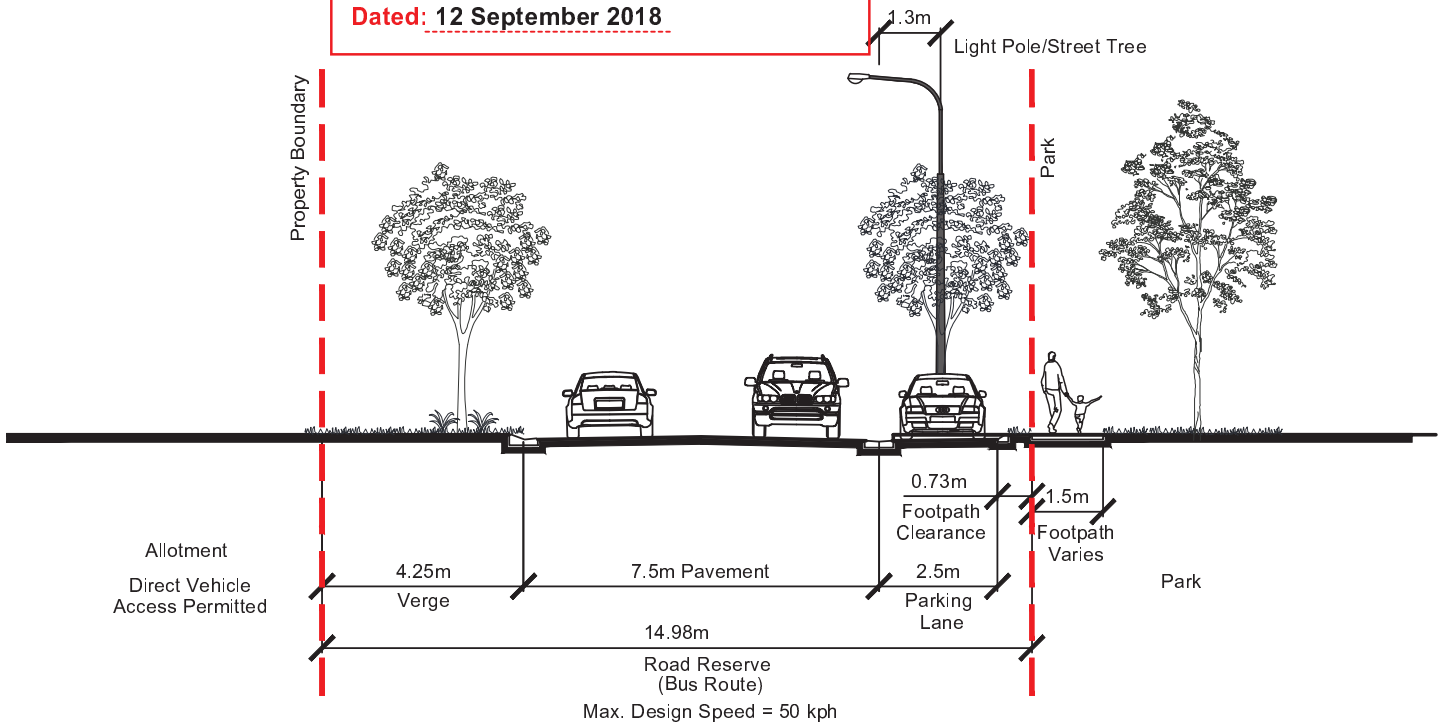 Dated: 12 September 2018
1.3m
Light Pole/Street Tree
Property Boundary
Park
0.73m
Footpath
Clearance
1.5m
Footpath
Varies
Allotment
Direct Vehicle
Access Permitted
4.25m
Verge
7.5m Pavement
2.5m
Parking
Lane
Park
14.98m
Road Reserve
(Bus Route)
Max. Design Speed = 50 kph